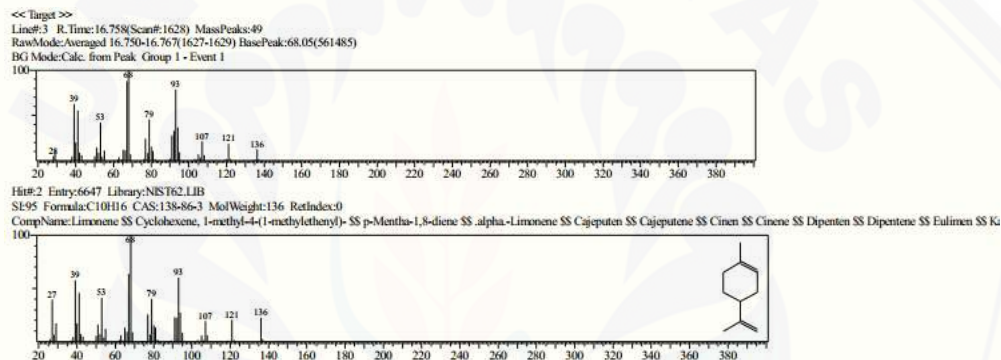 << Target >>
Line#:3 R.Time:16.758(Scan#:1628) MassPeaks:49
RawMode:Averaged 16.750-16.767(1627-1629) BasePeak:68.05(561485)
BG Mode:Calc. from Peak Group 1 - Event 1
100
68
93
39
79
53
107
121
136
28
20 40 60 80 100 120 140 160 180 200 220 240 260 280 300 320 340 360 380
Hit#:2 Entry:6647 Library:NIST62.LIB
SI:95 Formula:C10H16 CAS:138-86-3 MolWeight:136 RetIndex:0
CompName:Limonene $$ Cyclohexene, 1-methyl-4-(1-methylethenyl)- $$ p-Mentha-1,8-diene $$ .alpha.-Limonene $$ Cajeputen $$ Cajeputene $$ Cinen $$ Cinene $$ Dipenten $$ Dipentene $$ Eulimen $$ Ka
100
68
93
39
27
53
79
107
121
136
20 40 60 80 100 120 140 160 180 200 220 240 260 280 300 320 340 360 380